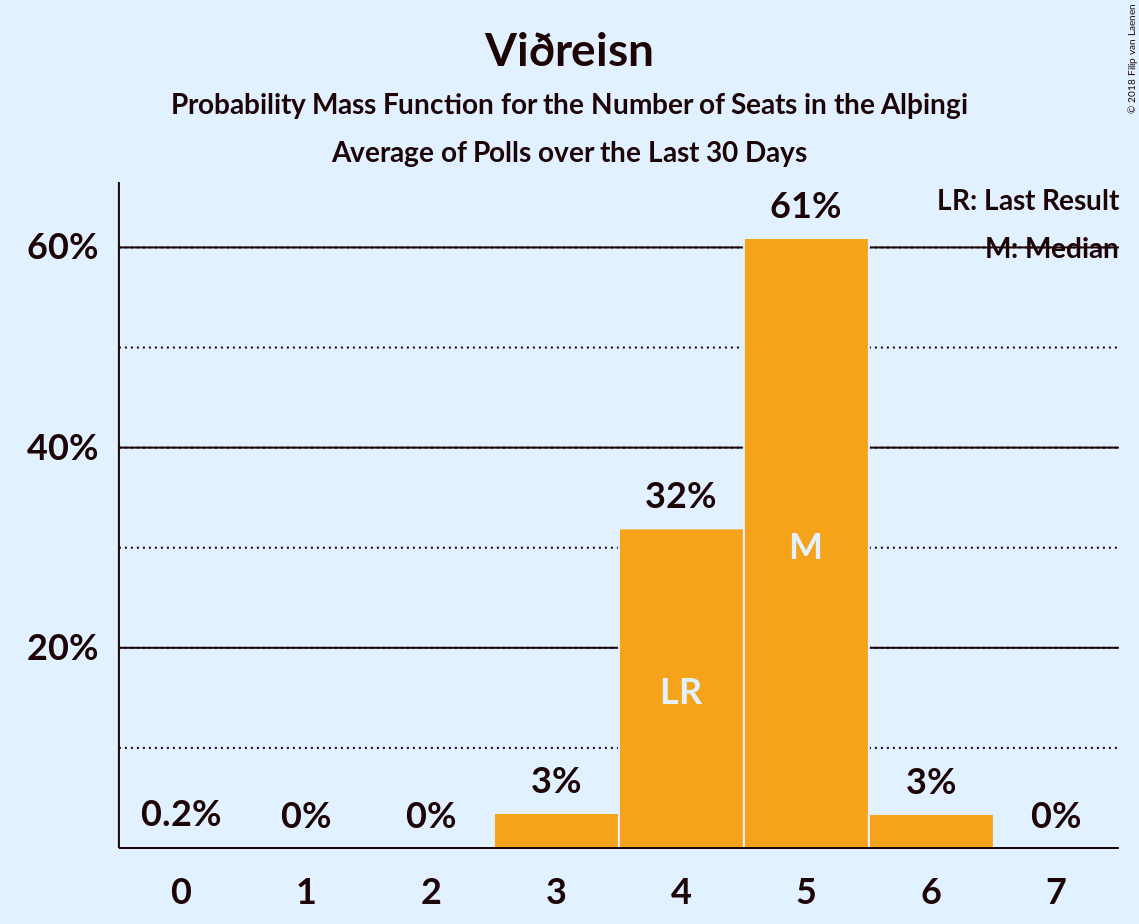 Viðreisn
Probability Mass Function for the Number of Seats in the Alþingi
Average of Polls over the Last 30 Days
© 2018 Filip van Laenen
LR: Last Result
M: Median
60%
40%
20%
0.2%
0%
0%
3%
32%
61%
3%
0%
LR
M
0 1 2 3 4 5 6 7